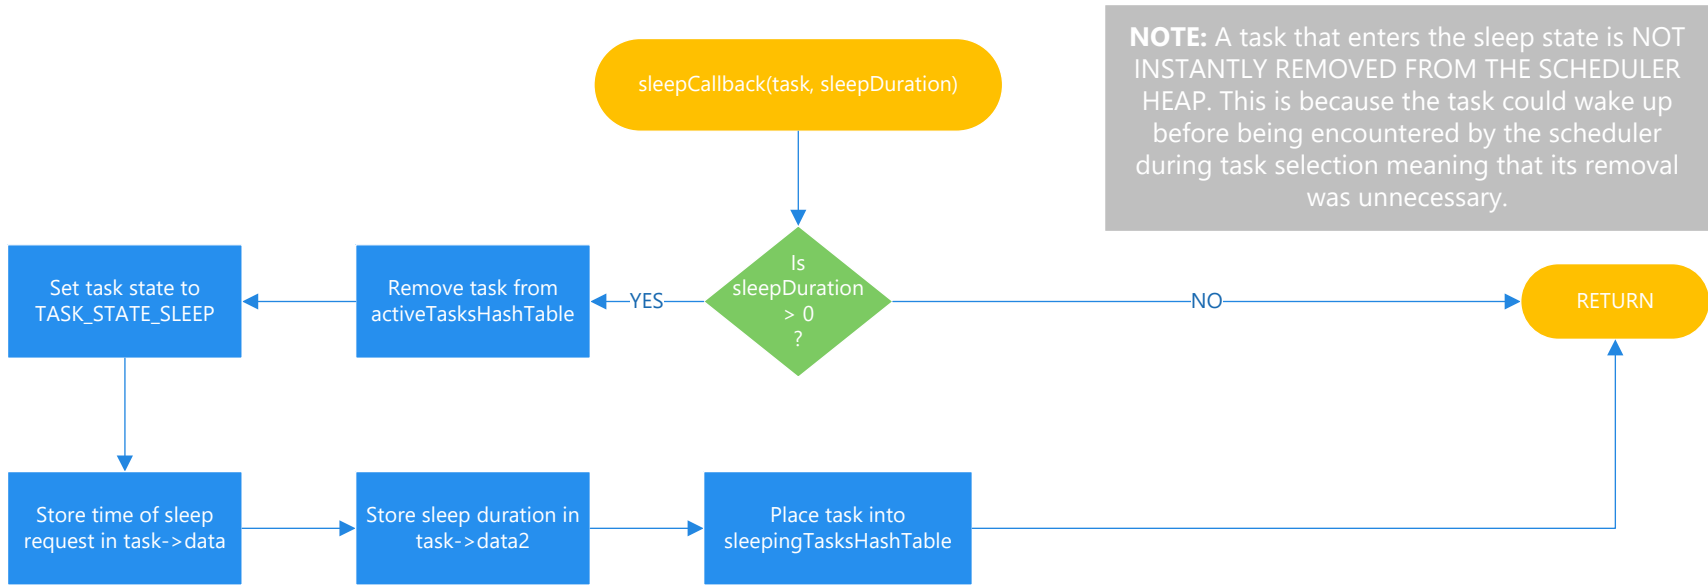 sleepCallback(task, sleepDuration)
NOTE: A task that enters the sleep state is NOT
INSTANTLY REMOVED FROM THE SCHEDULER
HEAP. This is because the task could wake up
before being encountered by the scheduler
during task selection meaning that its removal
was unnecessary.
Is
sleepDuration
> 0
?
YES
NO
Remove task from
activeTasksHashTable
Set task state to
TASK_STATE_SLEEP
RETURN
Store time of sleep
request in task->data
Store sleep duration in
task->data2
Place task into
sleepingTasksHashTable